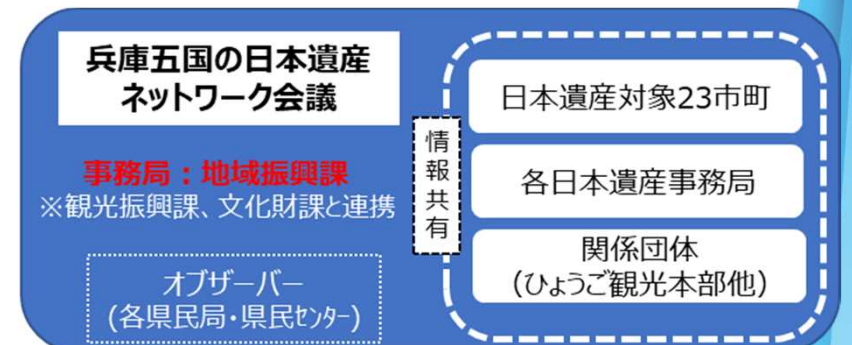 兵庫五国の日本遺産
ネットワーク会議
事務局：地域振興課
※観光振興課、文化財課と連携
オブザーバー
(各県民局・県民ｾﾝﾀｰ)
情報共有
日本遺産対象23市町
各日本遺産事務局
関係団体
(ひょうご観光本部他)